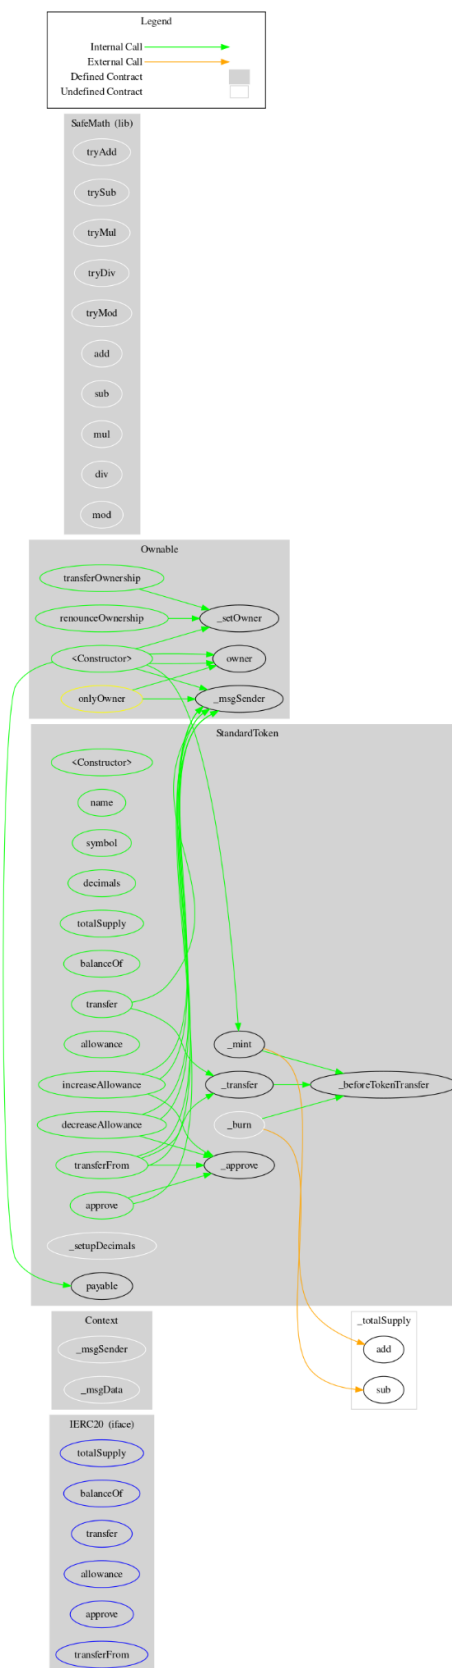 Legend
Internal Call
External Call
Defined Contract
Undefined Contract
SafeMath (lib)
tryAdd
trySub
tryMul
tryDiv
tryMod
add
sub
mul
div
mod
Ownable
transferOwnership
renounceOwnership
_setOwner
<Constructor>
owner
onlyOwner
_msgSender
StandardToken
<Constructor>
name
symbol
decimals
totalSupply
balanceOf
transfer
allowance
_mint
increaseAllowance
_transfer
_beforeTokenTransfer
decreaseAllowance
_burn
transferFrom
_approve
approve
_setupDecimals
payable
Context
_totalSupply
_msgSender
add
_msgData
sub
IERC20 (iface)
totalSupply
balanceOf
transfer
allowance
approve
transferFrom